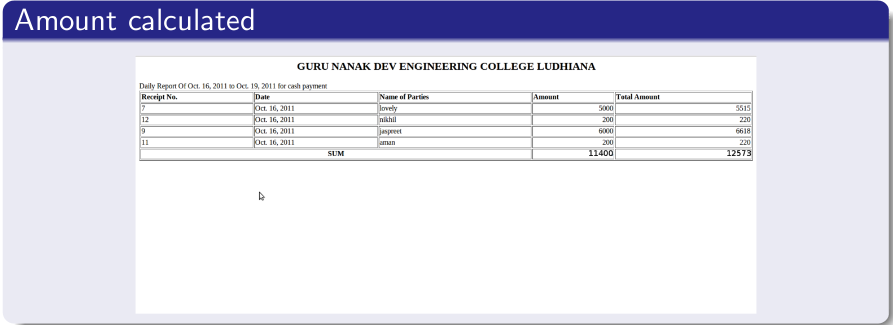 Amount calculated
GURU NANAK DEV ENGINEERING COLLEGE LUDHIANA
Daily Report Of Oct. 16, 2011 to Oct. 19, 2011 for cash payment
Receipt No. Date Name of Parties Amount Total Amount
7 Oct. 16, 2011 lovely 5000 5515
12 Oct. 16, 2011 nikhil 200 220
9 Oct. 16, 2011 jaspreet 6000 6618
11 Oct. 16, 2011 aman 200 220
SUM 11400 12573